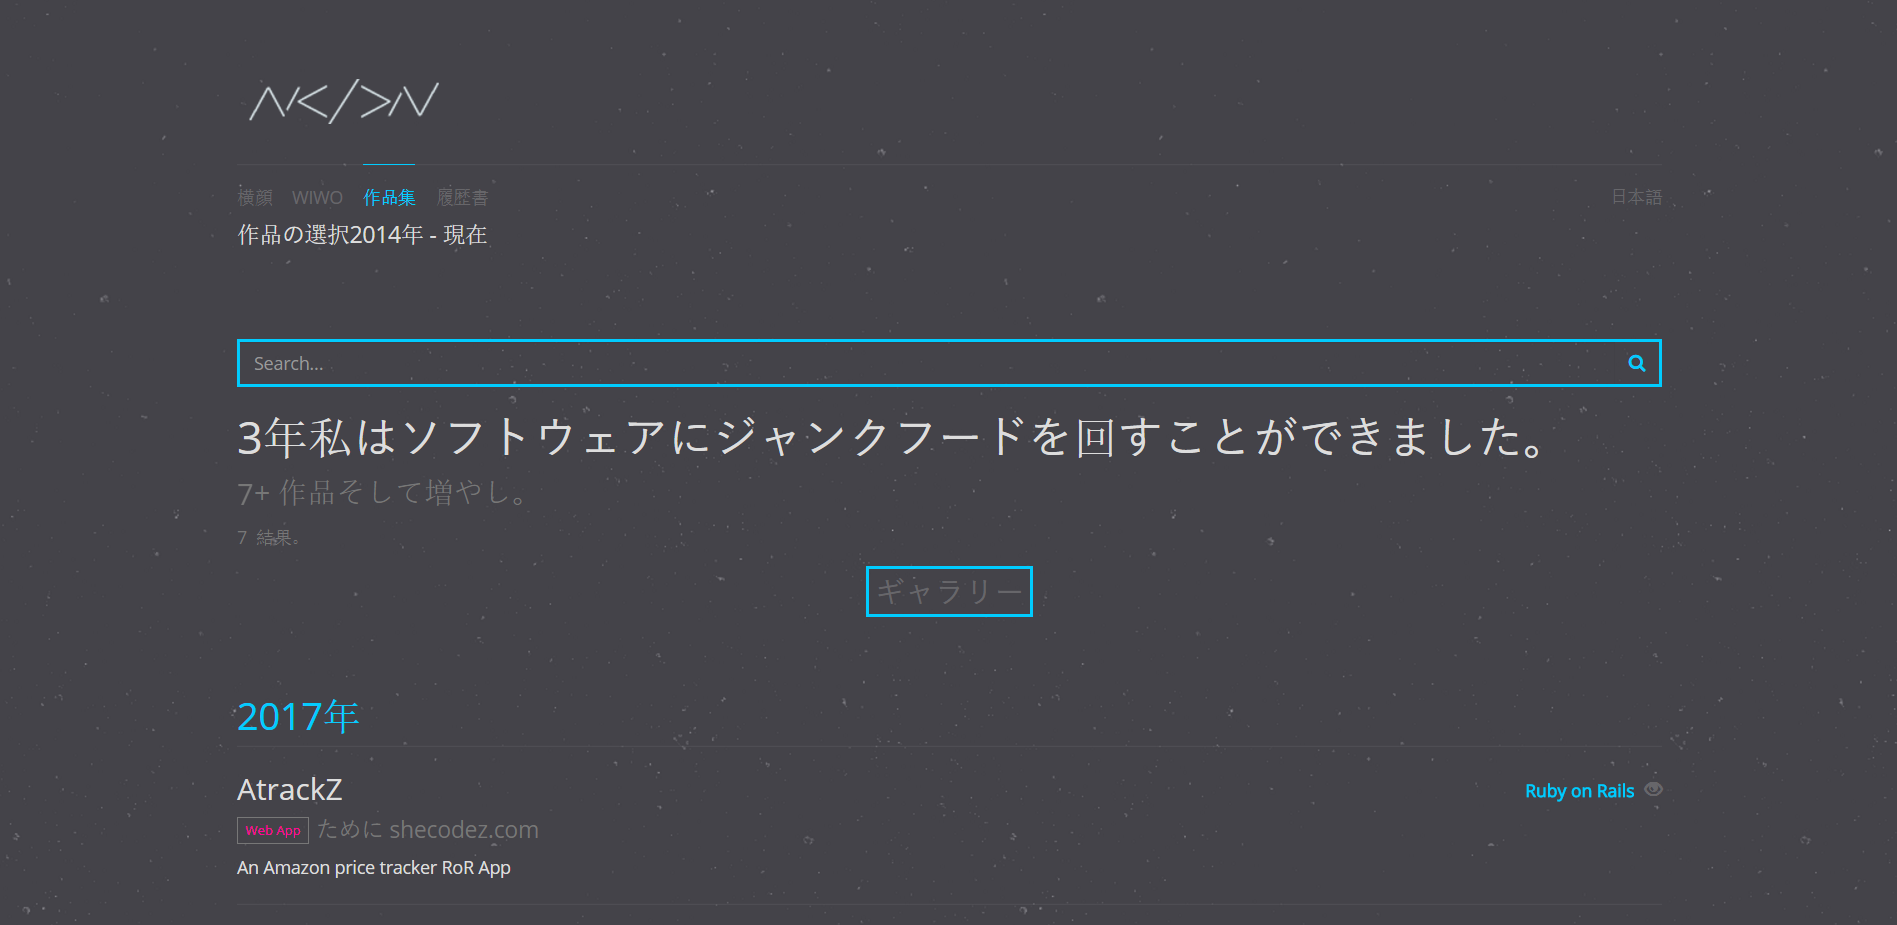 横顔 WIWO 作品集 履歴書 日本語
作品の選択2014年 - 現在
Search...
3年私はソフトウェアにジャンクフードを回すことができました。
7+ 作品そして増やし。
7 結果。
ギャラリー
2017年
AtrackZ
Ruby on Rails
Web App ために shecodez.com
An Amazon price tracker RoR App